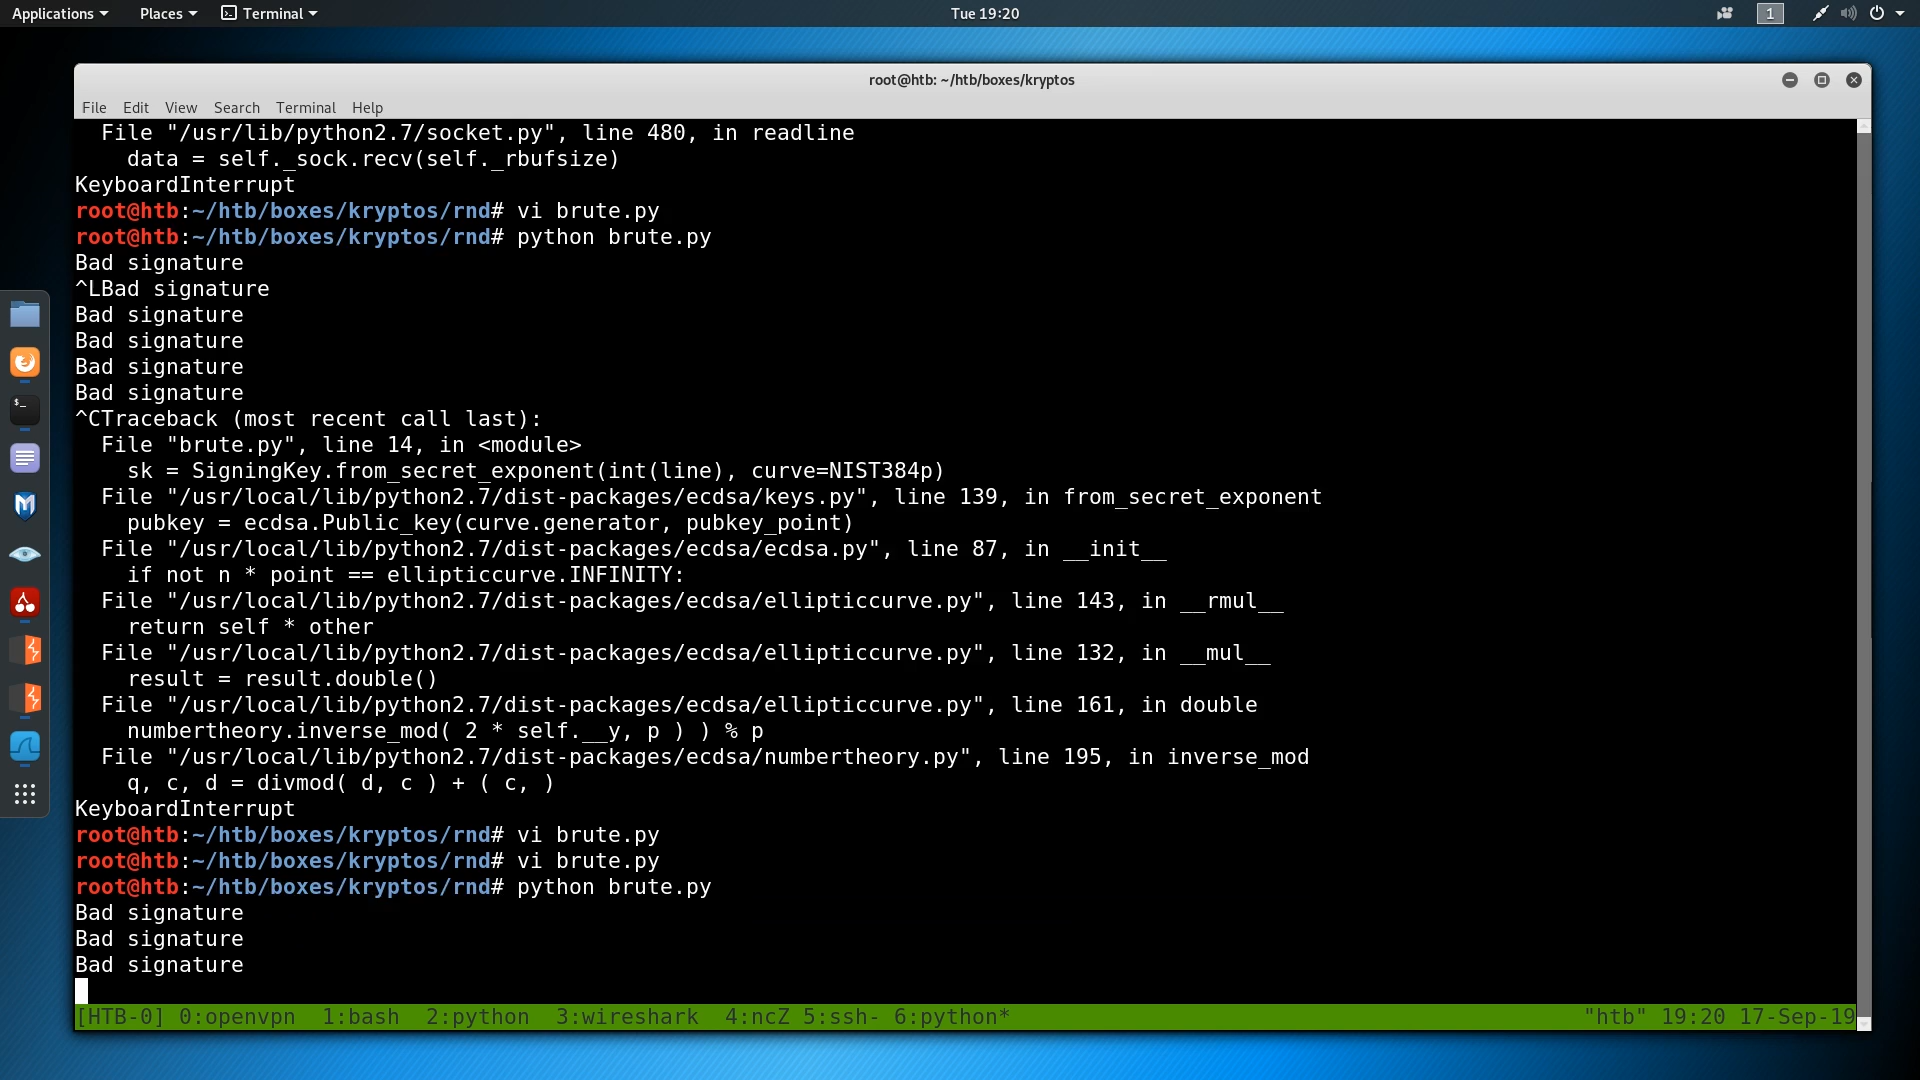 Applications Places Terminal Tue 19:20 1
root@htb: ~/htb/boxes/kryptos
File Edit View Search Terminal Help
  File "/usr/lib/python2.7/socket.py", line 480, in readline
    data = self._sock.recv(self._rbufsize)
KeyboardInterrupt
root@htb:~/htb/boxes/kryptos/rnd# vi brute.py
root@htb:~/htb/boxes/kryptos/rnd# python brute.py
Bad signature
^LBad signature
Bad signature
Bad signature
Bad signature
Bad signature
^CTraceback (most recent call last):
  File "brute.py", line 14, in <module>
    sk = SigningKey.from_secret_exponent(int(line), curve=NIST384p)
  File "/usr/local/lib/python2.7/dist-packages/ecdsa/keys.py", line 139, in from_secret_exponent
    pubkey = ecdsa.Public_key(curve.generator, pubkey_point)
  File "/usr/local/lib/python2.7/dist-packages/ecdsa/ecdsa.py", line 87, in __init__
    if not n * point == ellipticcurve.INFINITY:
  File "/usr/local/lib/python2.7/dist-packages/ecdsa/ellipticcurve.py", line 143, in __rmul__
    return self * other
  File "/usr/local/lib/python2.7/dist-packages/ecdsa/ellipticcurve.py", line 132, in __mul__
    result = result.double()
  File "/usr/local/lib/python2.7/dist-packages/ecdsa/ellipticcurve.py", line 161, in double
    numbertheory.inverse_mod( 2 * self.__y, p ) ) % p
  File "/usr/local/lib/python2.7/dist-packages/ecdsa/numbertheory.py", line 195, in inverse_mod
    q, c, d = divmod( d, c ) + ( c, )
KeyboardInterrupt
root@htb:~/htb/boxes/kryptos/rnd# vi brute.py
root@htb:~/htb/boxes/kryptos/rnd# vi brute.py
root@htb:~/htb/boxes/kryptos/rnd# python brute.py
Bad signature
Bad signature
Bad signature
[HTB-0] 0:openvpn  1:bash  2:python  3:wireshark  4:ncZ 5:ssh- 6:python* "htb" 19:20 17-Sep-19